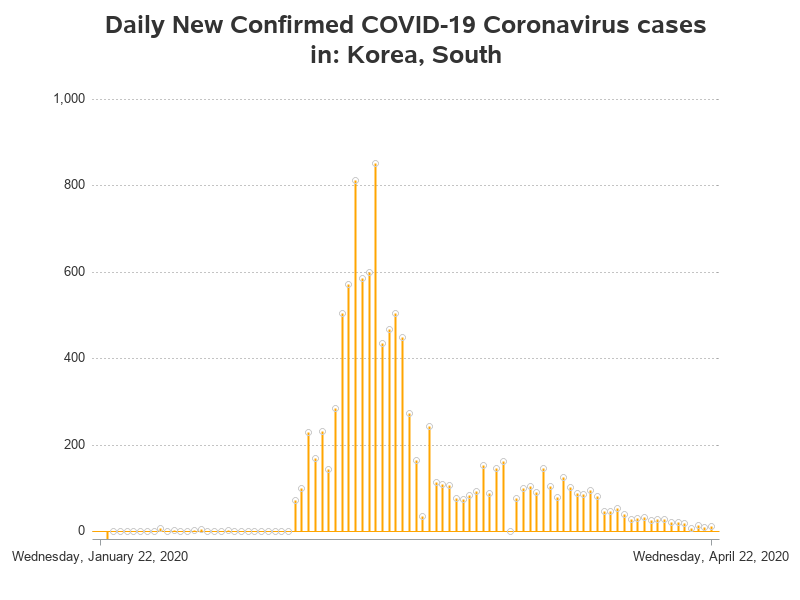 Daily New Confirmed COVID-19 Coronavirus cases
in: Korea, South
1,000
800
600
400
200
0
Wednesday, January 22, 2020
Wednesday, April 22, 2020